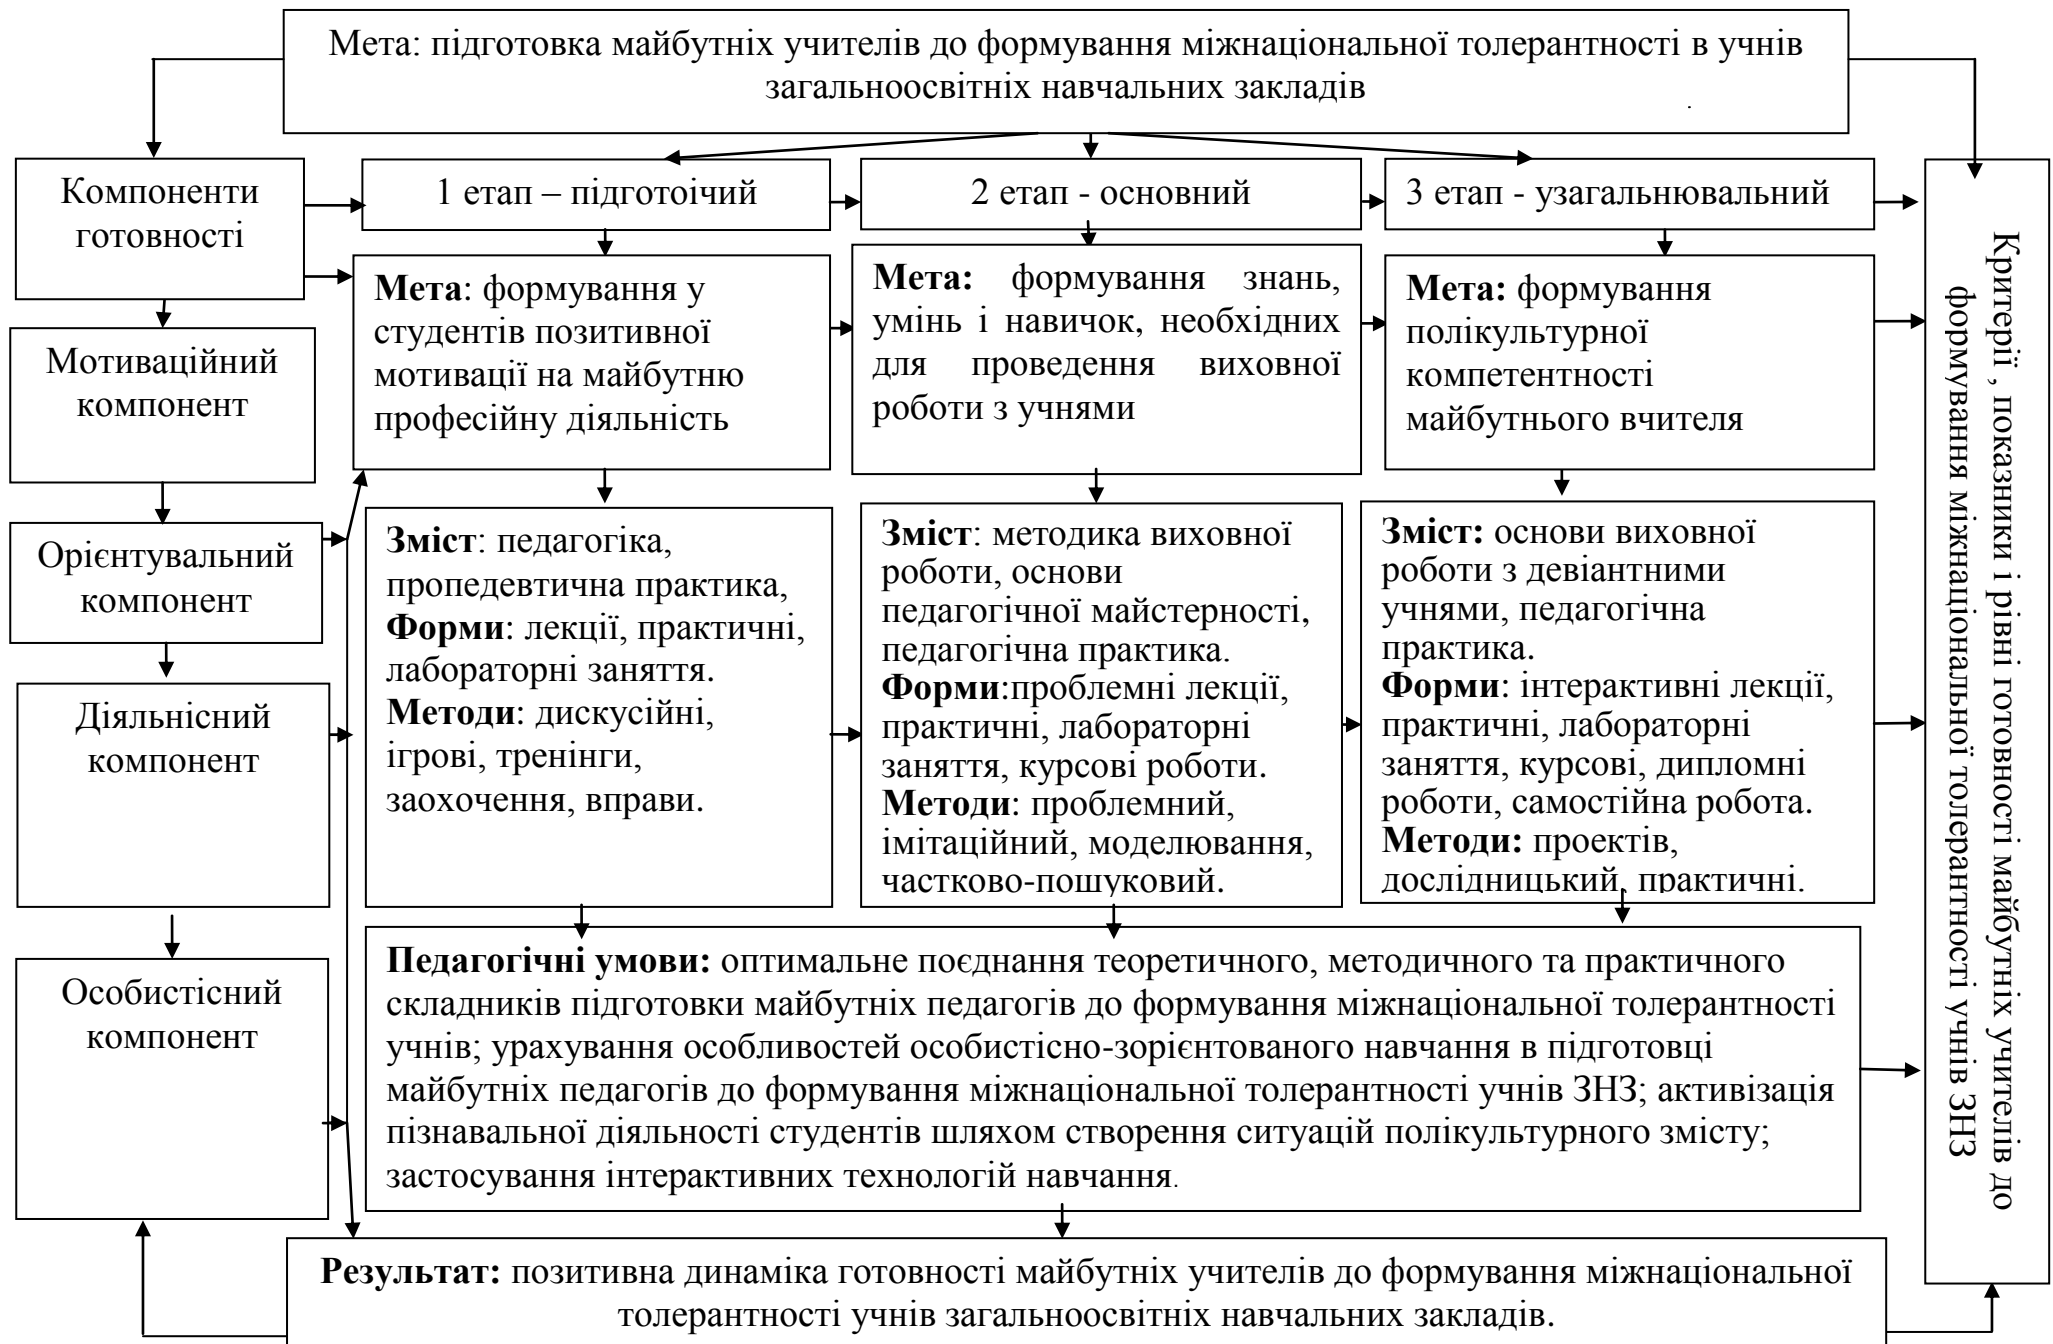 Мета: підготовка майбутніх учителів до формування міжнаціональної толерантності в учнів
загальноосвітніх навчальних закладів
Компоненти
готовності
1 етап – підготоічий
2 етап - основний
3 етап - узагальнювальний
Мотиваційний
компонент
Орієнтувальний
компонент
Діяльнісний
компонент
Особистісний
компонент
Мета: формування у
студентів позитивної
мотивації на майбутню
професійну діяльність
Мета: формування знань,
умінь і навичок, необхідних
для проведення виховної
роботи з учнями
Мета: формування
полікультурної
компетентності
майбутнього вчителя
Зміст: педагогіка,
пропедевтична практика,
Форми: лекції, практичні,
лабораторні заняття.
Методи: дискусійні,
ігрові, тренінги,
заохочення, вправи.
Зміст: методика виховної
роботи, основи
педагогічної майстерності,
педагогічна практика.
Форми:проблемні лекції,
практичні, лабораторні
заняття, курсові роботи.
Методи: проблемний,
імітаційний, моделювання,
частково-пошуковий.
Зміст: основи виховної
роботи з девіантними
учнями, педагогічна
практика.
Форми: інтерактивні лекції,
практичні, лабораторні
заняття, курсові, дипломні
роботи, самостійна робота.
Методи: проектів,
дослідницький, практичні.
Педагогічні умови: оптимальне поєднання теоретичного, методичного та практичного
складників підготовки майбутніх педагогів до формування міжнаціональної толерантності
учнів; урахування особливостей особистісно-зорієнтованого навчання в підготовці
майбутніх педагогів до формування міжнаціональної толерантності учнів ЗНЗ; активізація
пізнавальної діяльності студентів шляхом створення ситуацій полікультурного змісту;
застосування інтерактивних технологій навчання.
Результат: позитивна динаміка готовності майбутніх учителів до формування міжнаціональної
толерантності учнів загальноосвітніх навчальних закладів.
Критерії , показники і рівні готовності майбутніх учителів до
формування міжнаціональної толерантності учнів ЗНЗ